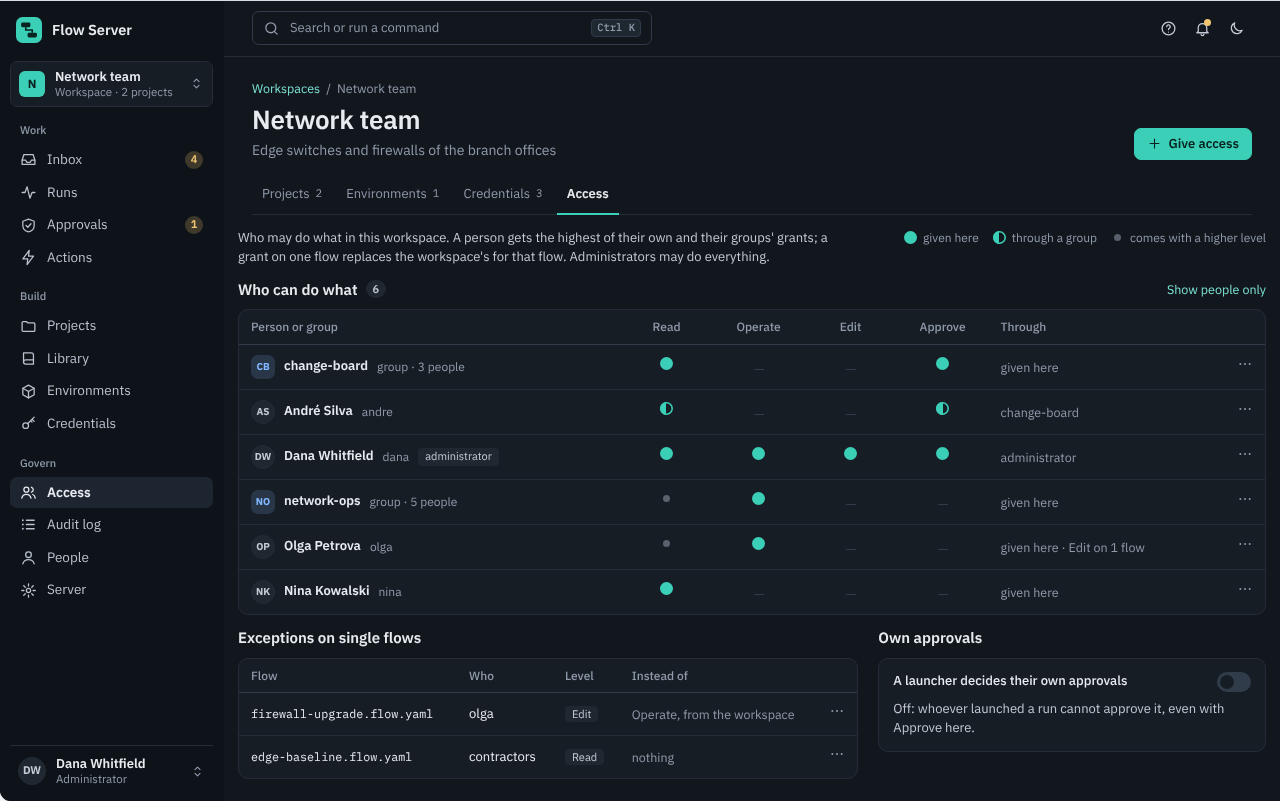 Flow Server
Search or run a command
Ctrl K
N
Network team
Workspace · 2 projects
Work
Inbox
4
Runs
Approvals
1
Actions
Build
Projects
Library
Environments
Credentials
Govern
Access
Audit log
People
Server
DW
Dana Whitfield
Administrator
Workspaces / Network team
Network team
Edge switches and firewalls of the branch offices
+ Give access
Projects 2
Environments 1
Credentials 3
Access
Who may do what in this workspace. A person gets the highest of their own and their groups' grants; a
grant on one flow replaces the workspace's for that flow. Administrators may do everything.
given here
through a group
comes with a higher level
Who can do what 6
Show people only
Person or group Read Operate Edit Approve Through
CB change-board group · 3 people — — given here ...
AS André Silva andre — — change-board ...
DW Dana Whitfield dana administrator administrator ...
NO network-ops group · 5 people — — given here ...
OP Olga Petrova olga — — given here · Edit on 1 flow ...
NK Nina Kowalski nina — — — given here ...
Exceptions on single flows
Flow Who Level Instead of
firewall-upgrade.flow.yaml olga Edit Operate, from the workspace ...
edge-baseline.flow.yaml contractors Read nothing ...
Own approvals
A launcher decides their own approvals
Off: whoever launched a run cannot approve it, even with
Approve here.